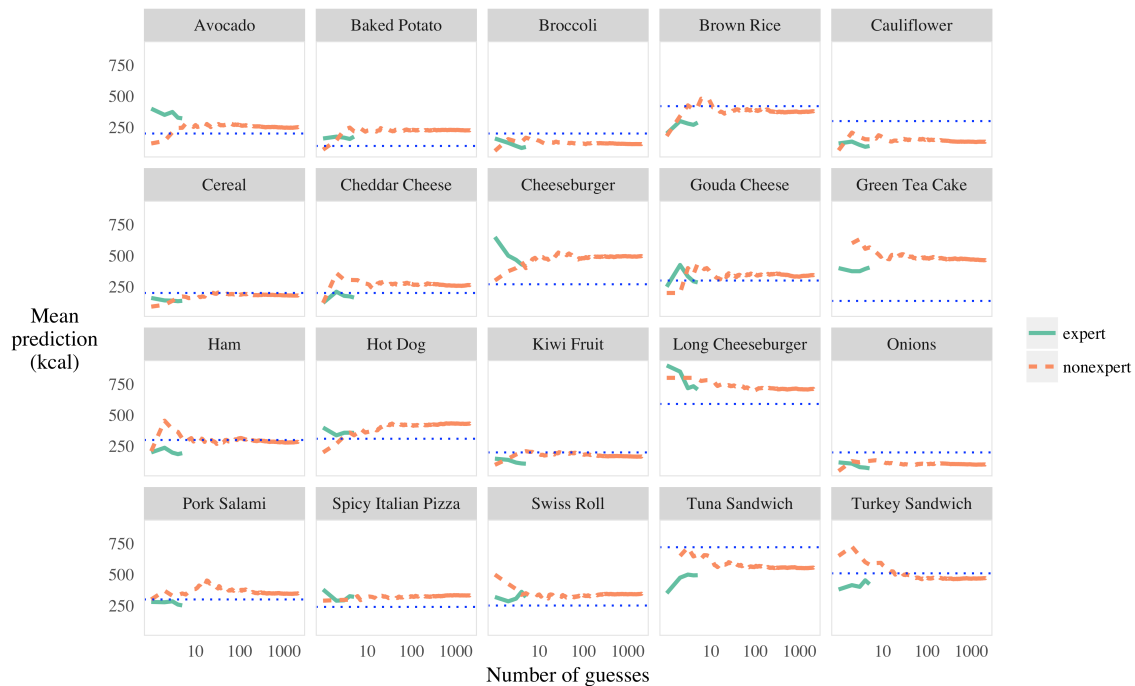 Avocado Baked Potato Broccoli Brown Rice Cauliflower
750
500
250
Cereal Cheddar Cheese Cheeseburger Gouda Cheese Green Tea Cake
750
500
250
Mean
prediction
(kcal)
Ham Hot Dog Kiwi Fruit Long Cheeseburger Onions
750
500
250
Pork Salami Spicy Italian Pizza Swiss Roll Tuna Sandwich Turkey Sandwich
750
500
250
10 100 1000 10 100 1000 10 100 1000 10 100 1000 10 100 1000
Number of guesses
expert
nonexpert